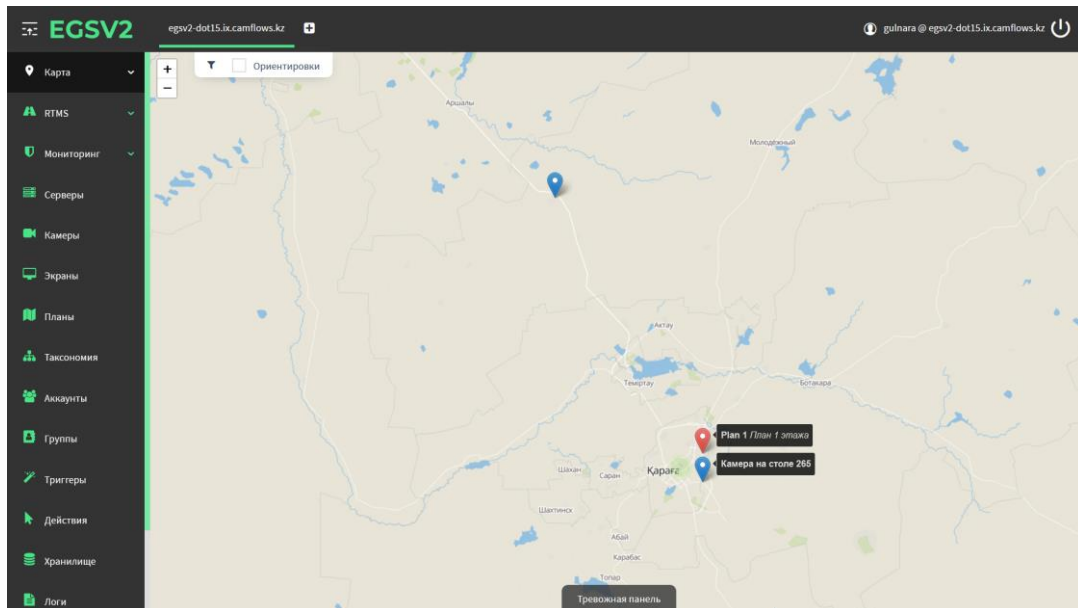 EGSV2
egsv2-dot15.ix.camflows.kz
gulnara @ egsv2-dot15.ix.camflows.kz
Карта
RTMS
Мониторинг
Серверы
Камеры
Экраны
Планы
Таксономия
Аккаунты
Группы
Триггеры
Действия
Хранилище
Логи
+
−
Ориентировки
Аршалы
Молодёжный
Актау
Темиртау
Ботакара
Plan 1 План 1 этажа
Камера на столе 265
Шахан
Саран
Қараға
Шахтинск
Абай
Карабас
Топар
Тревожная панель